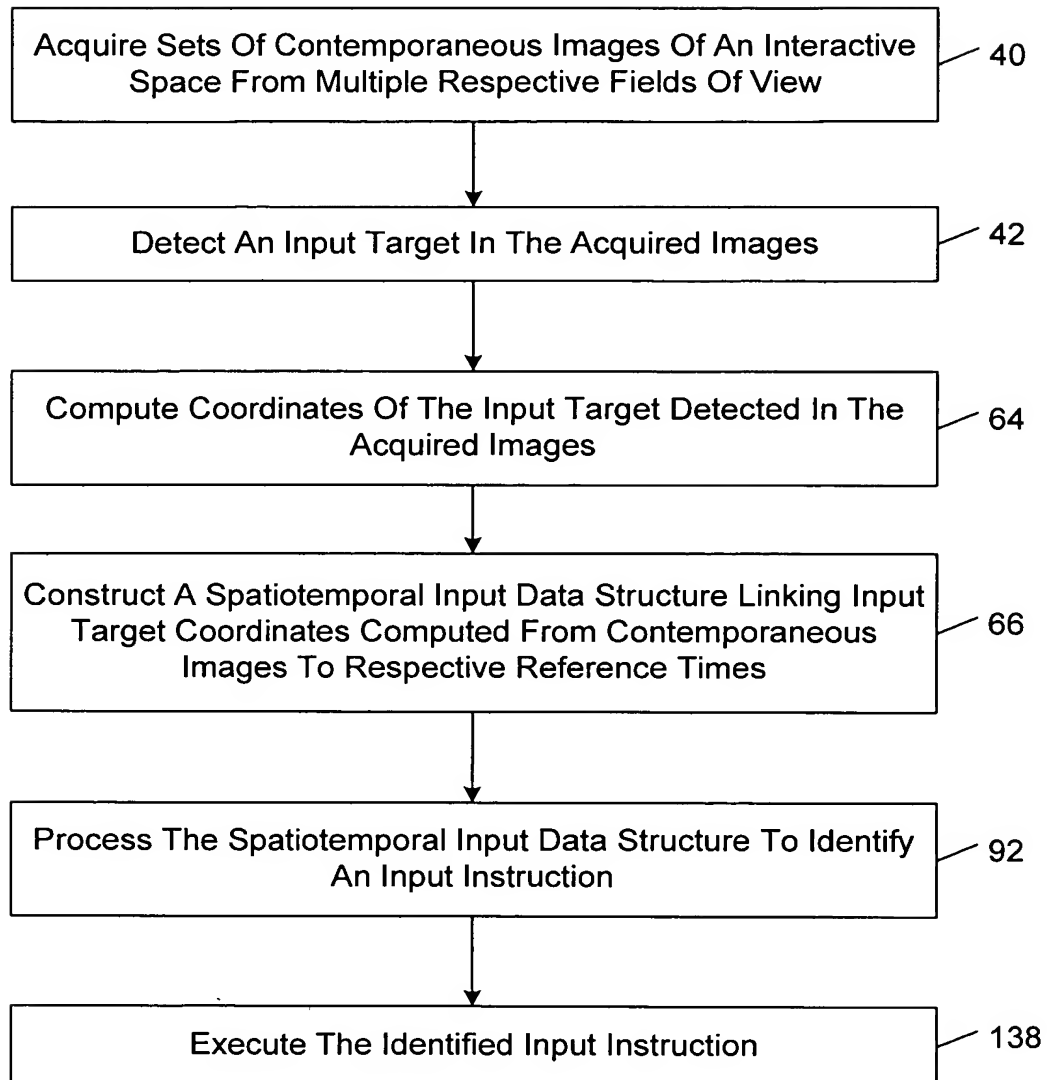 Acquire Sets Of Contemporaneous Images Of An Interactive
Space From Multiple Respective Fields Of View
40
Detect An Input Target In The Acquired Images
42
Compute Coordinates Of The Input Target Detected In The
Acquired Images
64
Construct A Spatiotemporal Input Data Structure Linking Input
Target Coordinates Computed From Contemporaneous
Images To Respective Reference Times
66
Process The Spatiotemporal Input Data Structure To Identify
An Input Instruction
92
Execute The Identified Input Instruction
138